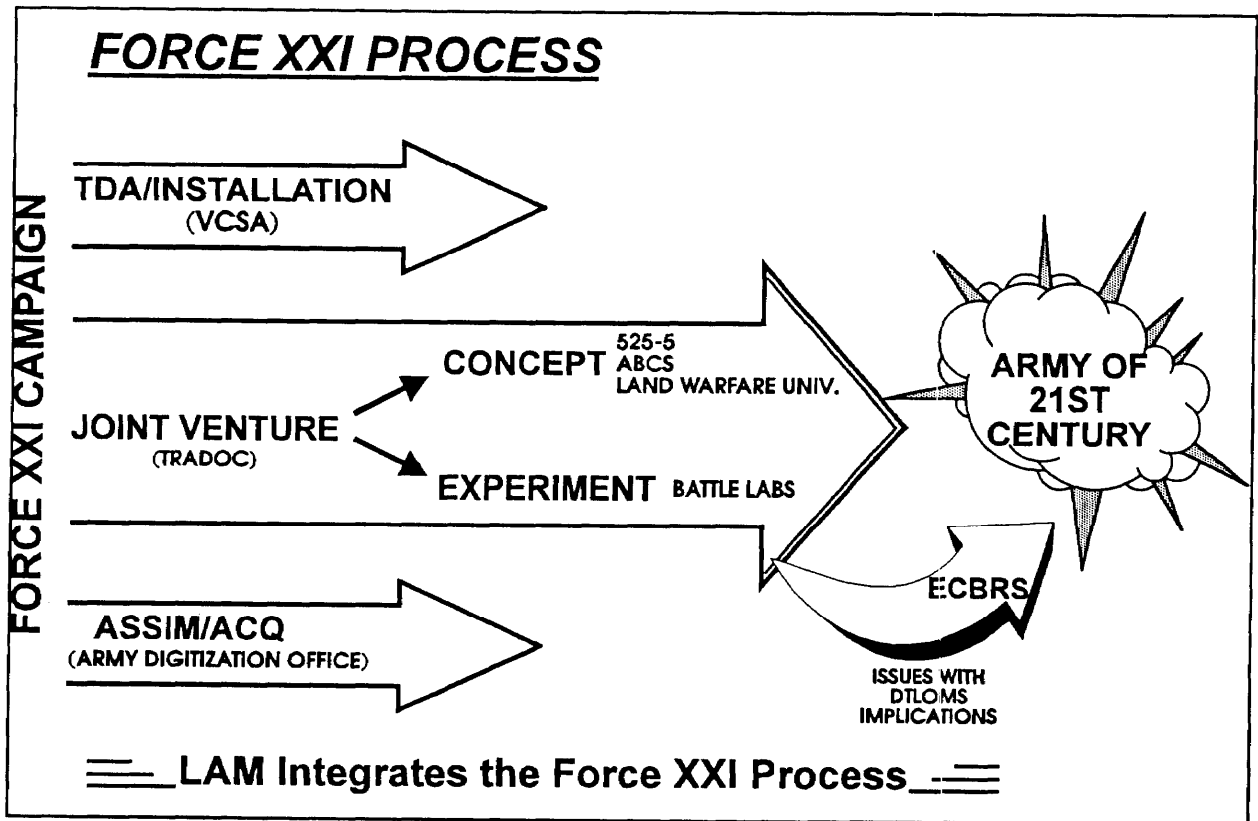 FORCE XXI PROCESS
FORCE XXI CAMPAIGN
TDA/INSTALLATION
(VCSA)
JOINT VENTURE
(TRADOC)
CONCEPT
525-5
ABCS
LAND WARFARE UNIV.
EXPERIMENT BATTLE LABS
ASSIM/ACQ
(ARMY DIGITIZATION OFFICE)
ARMY OF
21ST
CENTURY
ECBRS
ISSUES WITH
DTLOMS
IMPLICATIONS
LAM Integrates the Force XXI Process